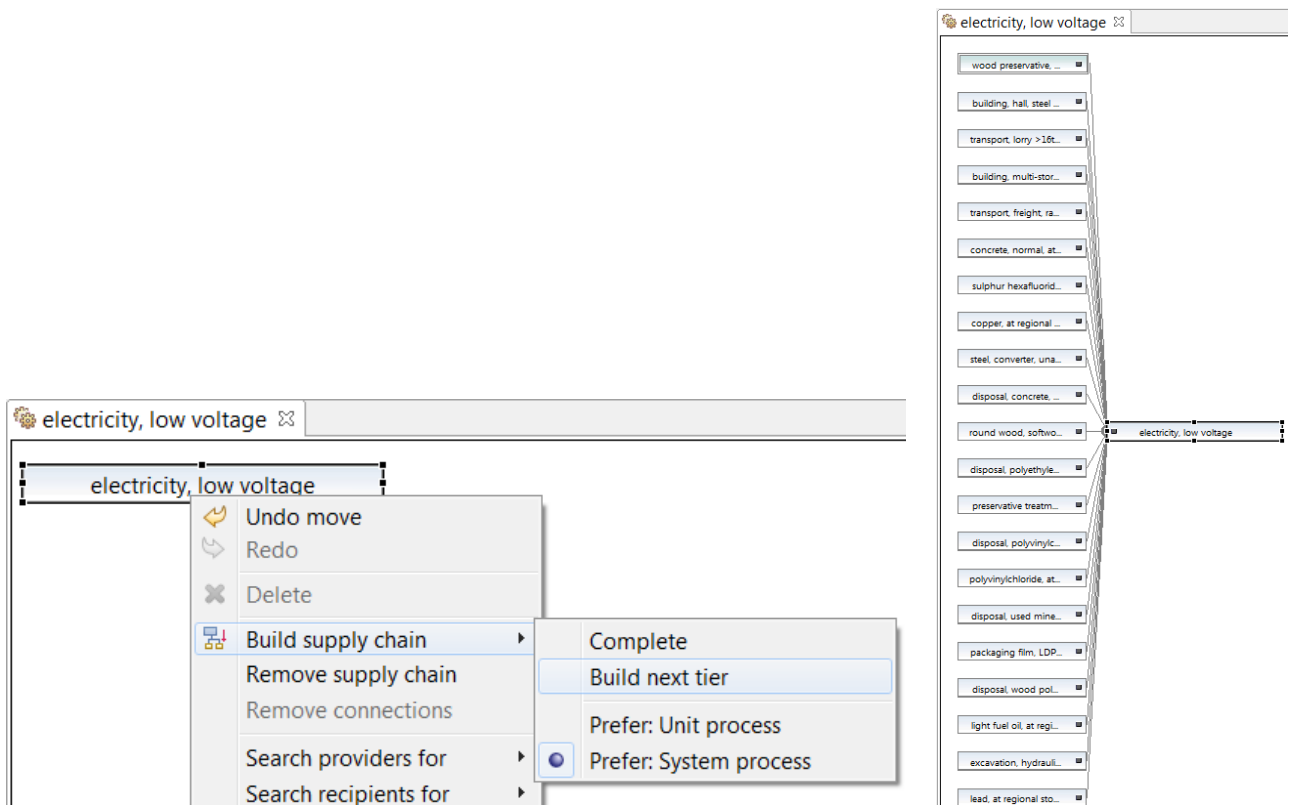 electricity, low voltage
electricity, low voltage
Undo move
Redo
Delete
Build supply chain
Remove supply chain
Remove connections
Search providers for
Search recipients for
Complete
Build next tier
Prefer: Unit process
Prefer: System process
electricity, low voltage
wood preservative, ...
building, hall, steel ...
transport, lorry >16t...
building, multi-stor...
transport, freight, ra...
concrete, normal, at...
sulphur hexafluorid...
copper, at regional ...
steel, converter, una...
disposal, concrete, ...
round wood, softwo...
electricity, low voltage
disposal, polyethyle...
preservative treatm...
disposal, polyvinylc...
polyvinylchloride, at...
disposal, used mine...
packaging film, LDP...
disposal, wood pol...
light fuel oil, at regi...
excavation, hydrauli...
lead, at regional sto...